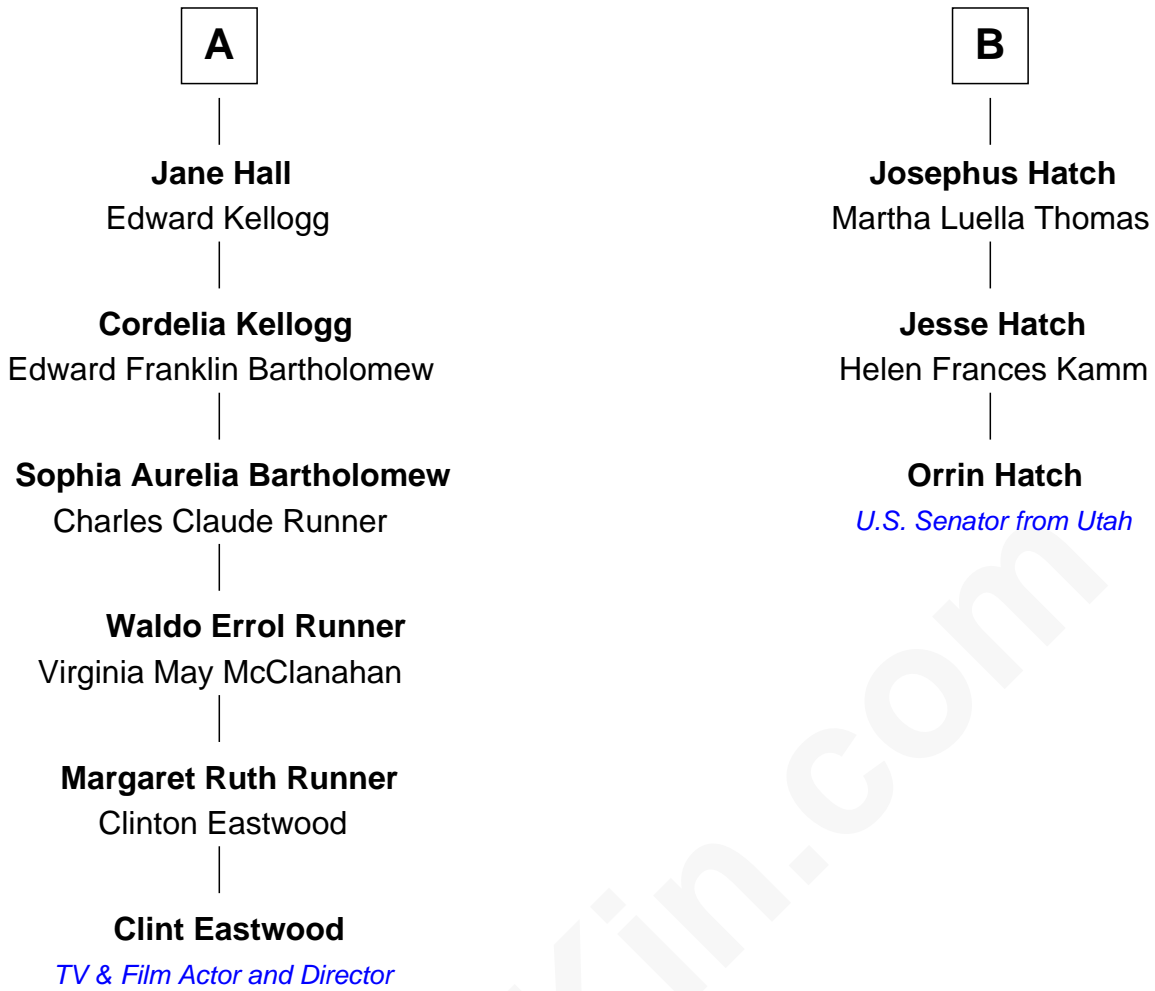 A
Jane Hall
Edward Kellogg
Cordelia Kellogg
Edward Franklin Bartholomew
Sophia Aurelia Bartholomew
Charles Claude Runner
Waldo Errol Runner
Virginia May McClanahan
Margaret Ruth Runner
Clinton Eastwood
Clint Eastwood
TV & Film Actor and Director
B
Josephus Hatch
Martha Luella Thomas
Jesse Hatch
Helen Frances Kamm
Orrin Hatch
U.S. Senator from Utah